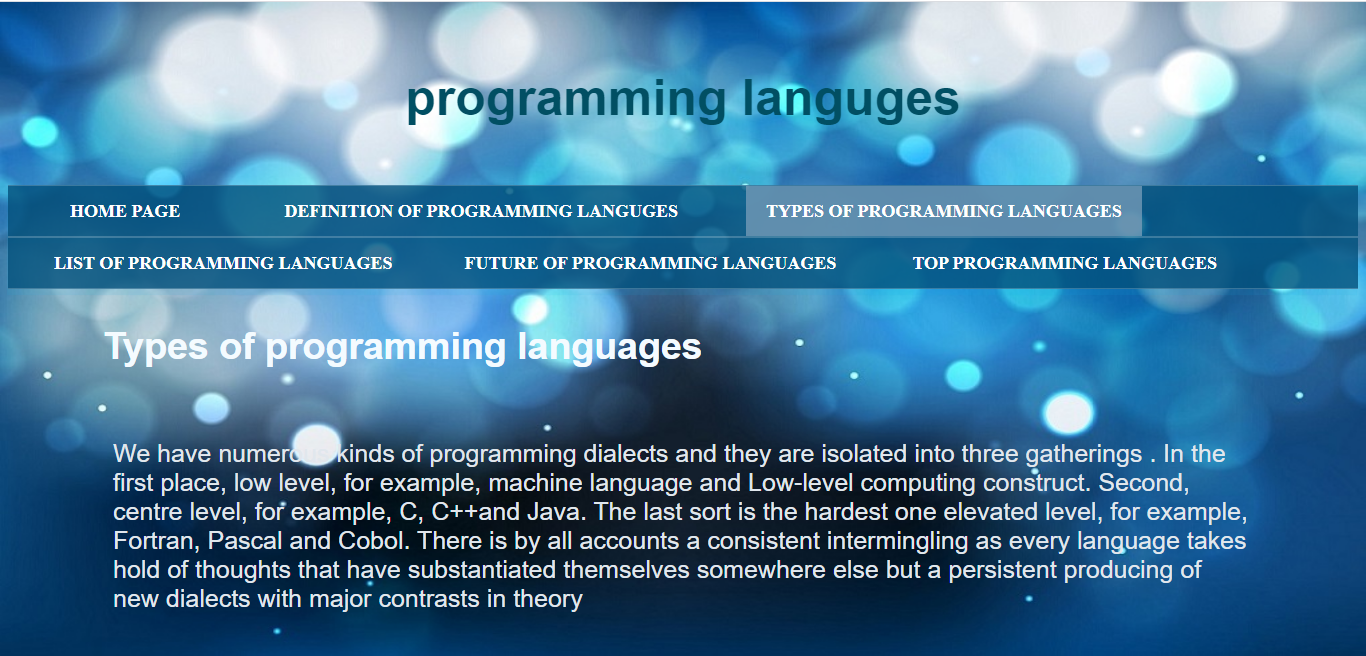 programming languges
HOME PAGE
DEFINITION OF PROGRAMMING LANGUGES
TYPES OF PROGRAMMING LANGUAGES
LIST OF PROGRAMMING LANGUAGES
FUTURE OF PROGRAMMING LANGUAGES
TOP PROGRAMMING LANGUAGES
Types of programming languages
We have numerous kinds of programming dialects and they are isolated into three gatherings . In the
first place, low level, for example, machine language and Low-level computing construct. Second,
centre level, for example, C, C++and Java. The last sort is the hardest one elevated level, for example,
Fortran, Pascal and Cobol. There is by all accounts a consistent intermingling as every language takes
hold of thoughts that have substantiated themselves somewhere else but a persistent producing of
new dialects with major contrasts in theory